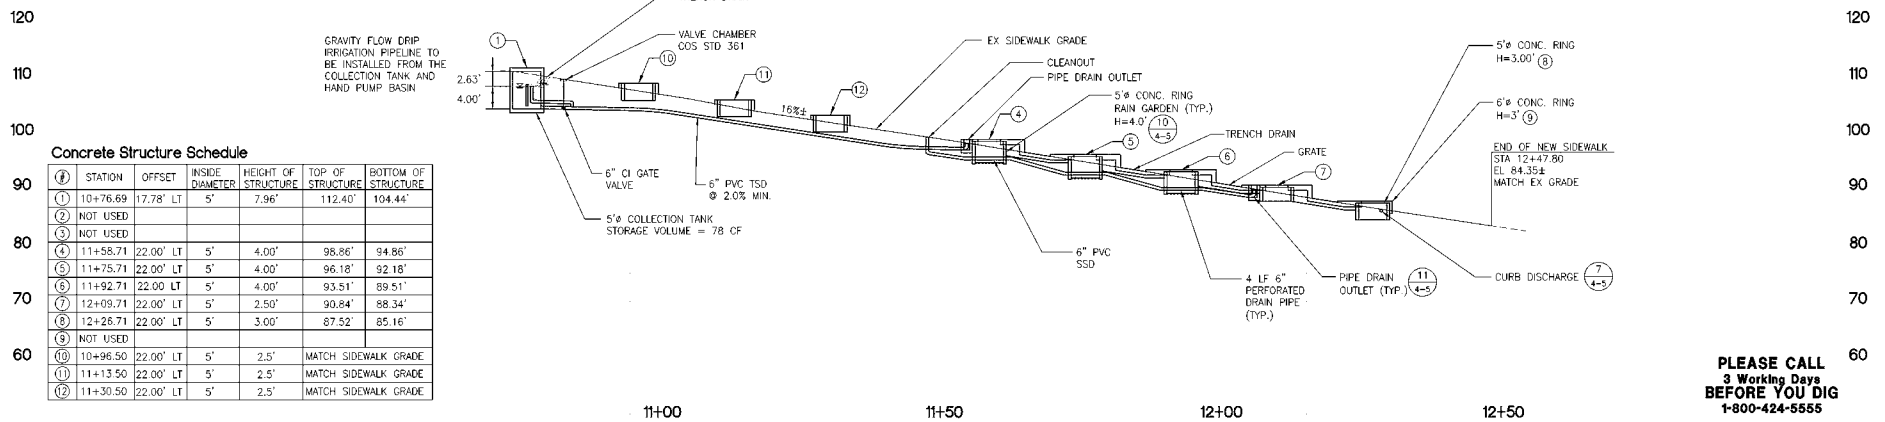 120
110
100
90
80
70
60
GRAVITY FLOW DRIP
IRRIGATION PIPELINE TO
BE INSTALLED FROM THE
COLLECTION TANK AND
HAND PUMP BASIN
2.63'
4.00'
1
VALVE CHAMBER
COS STD 361
10
11
12
16%±
EX SIDEWALK GRADE
CLEANOUT
PIPE DRAIN OUTLET
5'ø CONC. RING
RAIN GARDEN (TYP.)
H=4.0' 10
4-5
4
5
TRENCH DRAIN
6
GRATE
7
5'ø CONC. RING
H=3.00' 8
6'ø CONC. RING
H=3' 9
END OF NEW SIDEWALK
STA 12+47.80
EL 84.35±
MATCH EX GRADE
6" CI GATE
VALVE
6" PVC TSD
@ 2.0% MIN.
5'ø COLLECTION TANK
STORAGE VOLUME = 78 CF
6" PVC
SSD
4 LF 6"
PERFORATED
DRAIN PIPE
(TYP.)
PIPE DRAIN 11
OUTLET (TYP.) 4-5
CURB DISCHARGE 7
4-5
Concrete Structure Schedule
# STATION OFFSET INSIDE DIAMETER HEIGHT OF STRUCTURE TOP OF STRUCTURE BOTTOM OF STRUCTURE
1 10+76.69 17.78' LT 5' 7.96' 112.40' 104.44'
2 NOT USED
3 NOT USED
4 11+58.71 22.00' LT 5' 4.00' 98.86' 94.86'
5 11+75.71 22.00' LT 5' 4.00' 96.18' 92.18'
6 11+92.71 22.00 LT 5' 4.00' 93.51' 89.51'
7 12+09.71 22.00' LT 5' 2.50' 90.84' 88.34'
8 12+26.71 22.00' LT 5' 3.00' 87.52' 85.16'
9 NOT USED
10 10+96.50 22.00' LT 5' 2.5' MATCH SIDEWALK GRADE
11 11+13.50 22.00' LT 5' 2.5' MATCH SIDEWALK GRADE
12 11+30.50 22.00' LT 5' 2.5' MATCH SIDEWALK GRADE
11+00
11+50
12+00
12+50
120
110
100
90
80
70
60
PLEASE CALL
3 Working Days
BEFORE YOU DIG
1-800-424-5555